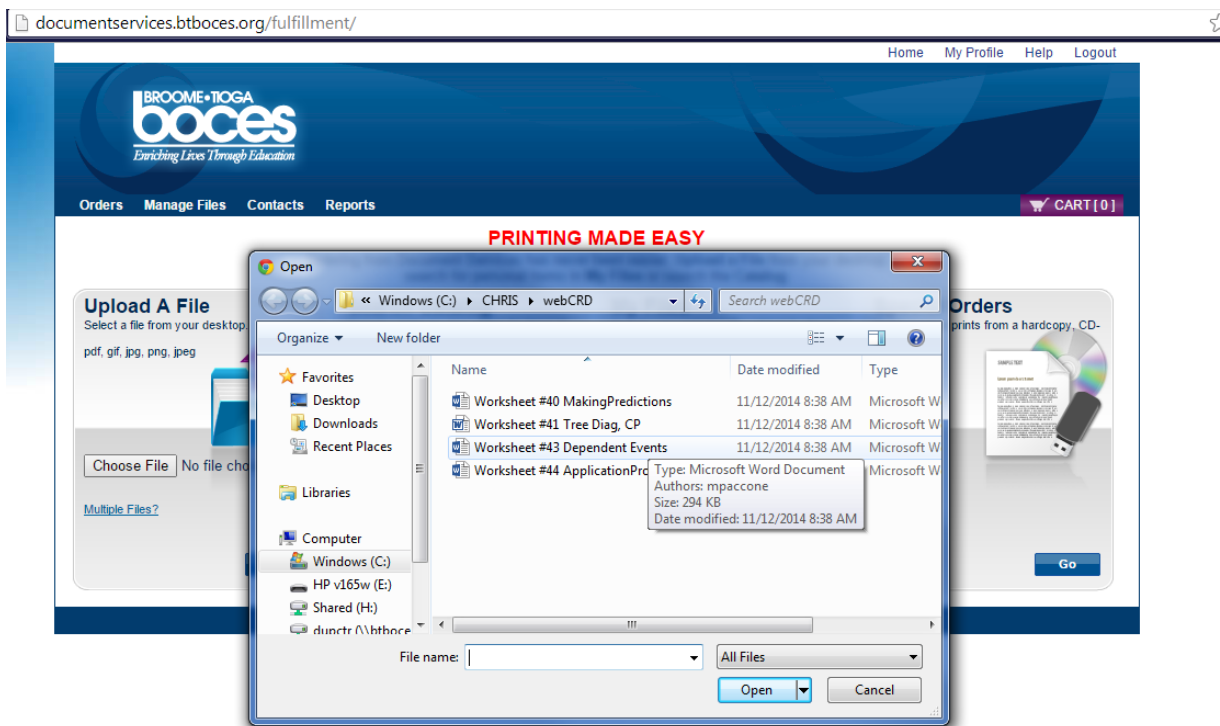 documentservices.btboces.org/fulfillment/
Home My Profile Help Logout
BROOME•TIOGA
boces
Enriching Lives Through Education
Orders Manage Files Contacts Reports
CART [ 0 ]
PRINTING MADE EASY
Open
« Windows (C:) CHRIS webCRD
Search webCRD
Organize New folder
Upload A File
Select a file from your desktop.
pdf, gif, jpg, png, jpeg
Choose File No file cho
Multiple Files?
Favorites
Desktop
Downloads
Recent Places
Libraries
Computer
Windows (C:)
HP v165w (E:)
Shared (H:)
dupctr (\\btboce
Name Date modified Type
Worksheet #40 MakingPredictions 11/12/2014 8:38 AM Microsoft W
Worksheet #41 Tree Diag, CP 11/12/2014 8:38 AM Microsoft W
Worksheet #43 Dependent Events 11/12/2014 8:38 AM Microsoft W
Worksheet #44 ApplicationPro Microsoft W
Type: Microsoft Word Document
Authors: mpaccone
Size: 294 KB
Date modified: 11/12/2014 8:38 AM
File name: All Files
Open Cancel
Orders
prints from a hardcopy, CD-
SAMPLE TEXT
Go